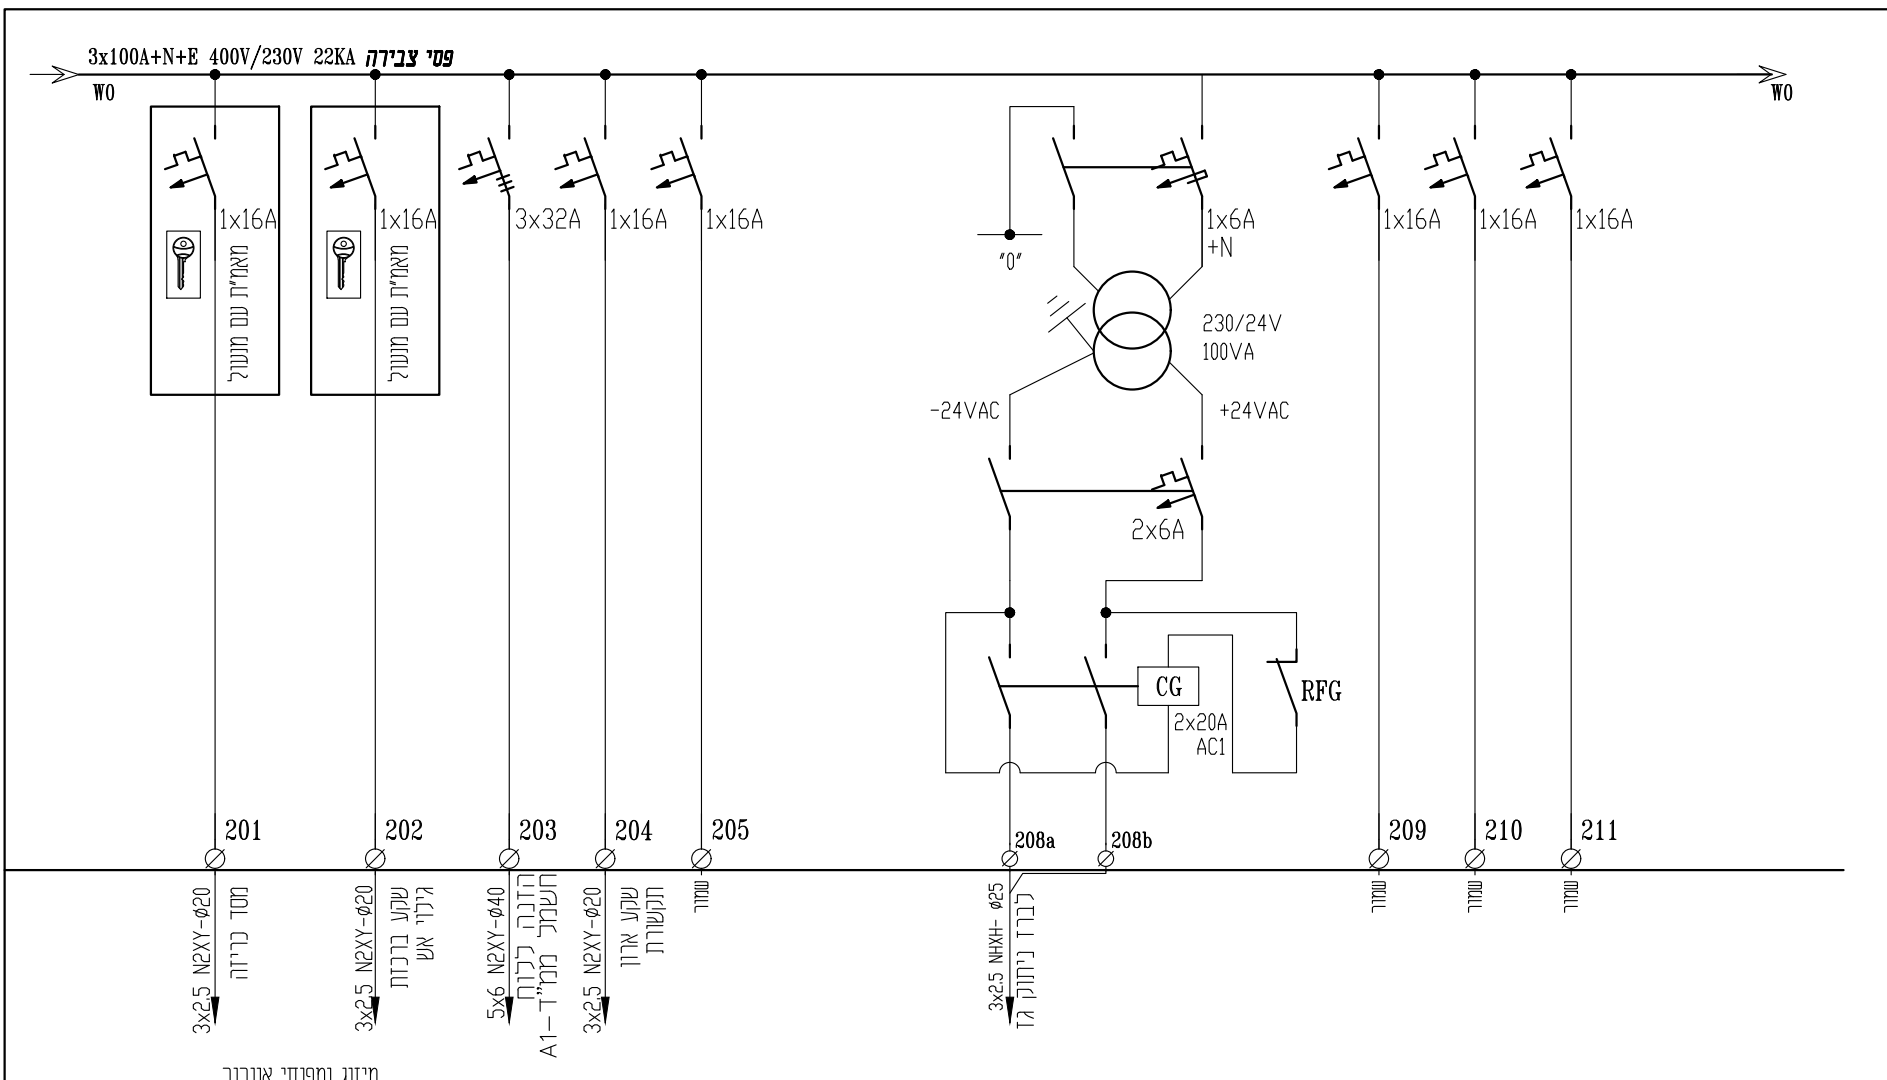 3x100A+N+E 400V/230V 22KA פסי צבירה
W0
W0
1x16A
מאמ"ת עם מנעול
1x16A
מאמ"ת עם מנעול
3x32A
1x16A
1x16A
"0"
1x6A
+N
230/24V
100VA
-24VAC
+24VAC
2x6A
CG
2x20A
AC1
RFG
1x16A
1x16A
1x16A
201
202
203
204
205
208a
208b
209
210
211
3x2,5 N2XY-ø20
מסד כריזה
3x2,5 N2XY-ø20
שקע ברכזת
גילוי אש
5x6 N2XY-ø40
הזנה ללוח
חשמל ממ"ד-A1
3x2,5 N2XY-ø20
שקע ארון
תקשורת
שמור
3x2.5 NHXH- ø25
לברז ניתוק גז
שמור
שמור
שמור
מיזוג ומפוחי אוורור